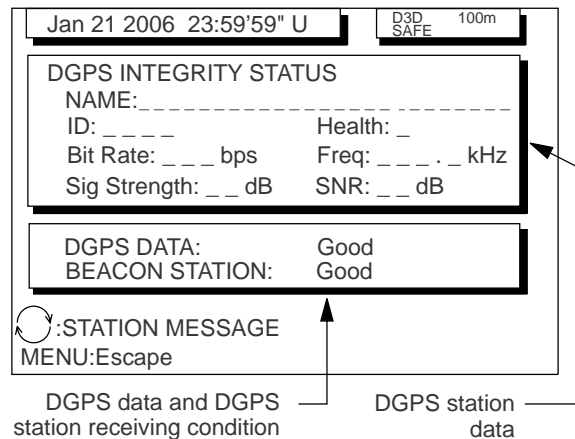 Jan 21 2006 23:59'59" U
D3D 100m
SAFE
DGPS INTEGRITY STATUS
NAME:_ _ _ _ _ _ _ _ _ _ _ _ _ _ _ _ _ _ _ _ _ _ _ _ _
ID: _ _ _ _ Health: _
Bit Rate: _ _ _ bps Freq: _ _ _ . _ kHz
Sig Strength: _ _ dB SNR: _ _ dB
DGPS DATA: Good
BEACON STATION: Good
:STATION MESSAGE
MENU:Escape
DGPS data and DGPS
station receiving condition
DGPS station
data